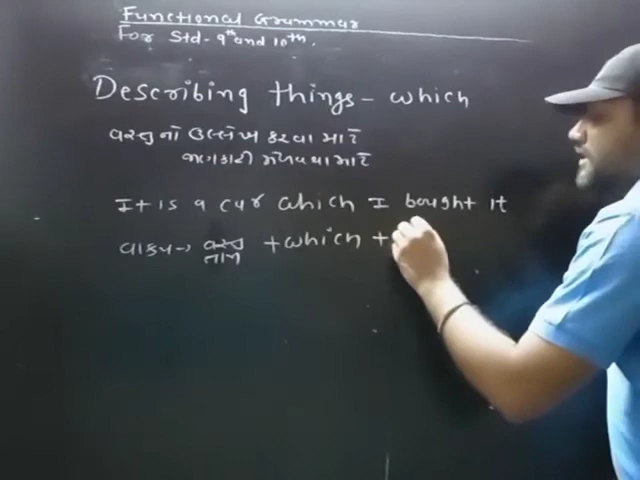 Functional Grammar
For Std - 9th and 10th.
Describing things - which
વસ્તુનો ઉલ્લેખ કરવા માટે
જાણકારી મેળવવા માટે
It is a car which I bought it
વાક્ય → વસ્તુ + which +
નામ